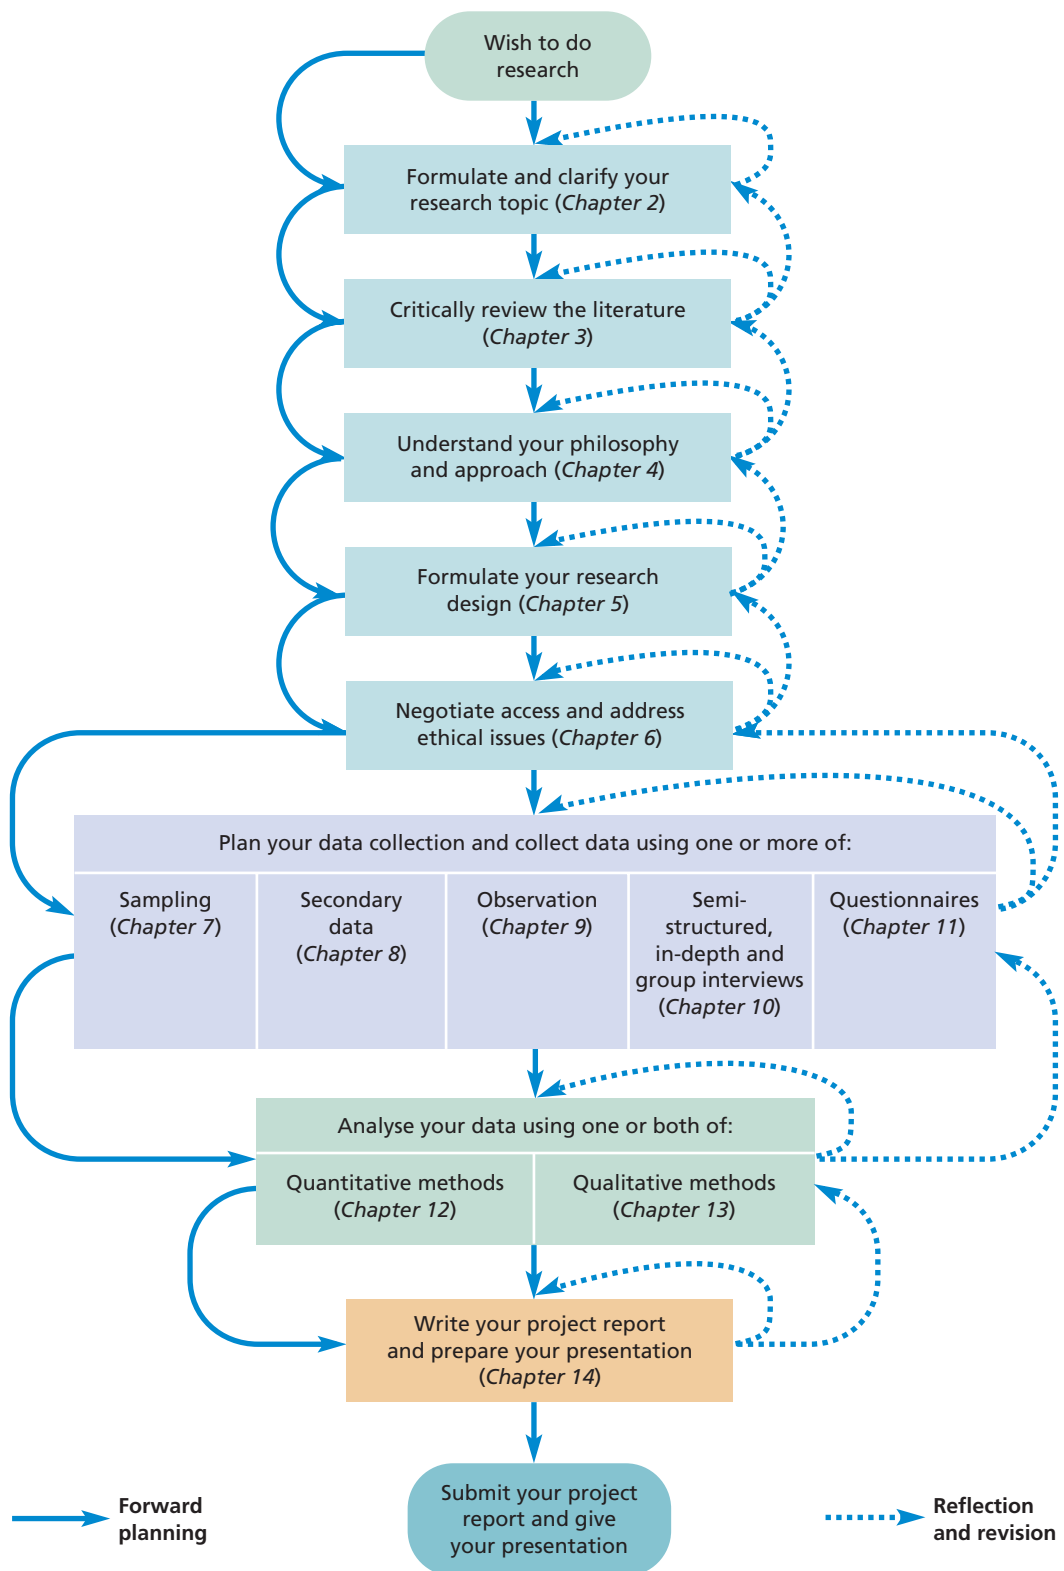 Wish to do
research
Formulate and clarify your
research topic (Chapter 2)
Critically review the literature
(Chapter 3)
Understand your philosophy
and approach (Chapter 4)
Formulate your research
design (Chapter 5)
Negotiate access and address
ethical issues (Chapter 6)
Plan your data collection and collect data using one or more of:
Sampling
(Chapter 7)
Secondary
data
(Chapter 8)
Observation
(Chapter 9)
Semi-
structured,
in-depth and
group interviews
(Chapter 10)
Questionnaires
(Chapter 11)
Analyse your data using one or both of:
Quantitative methods
(Chapter 12)
Qualitative methods
(Chapter 13)
Write your project report
and prepare your presentation
(Chapter 14)
Submit your project
report and give
your presentation
Forward
planning
Reflection
and revision